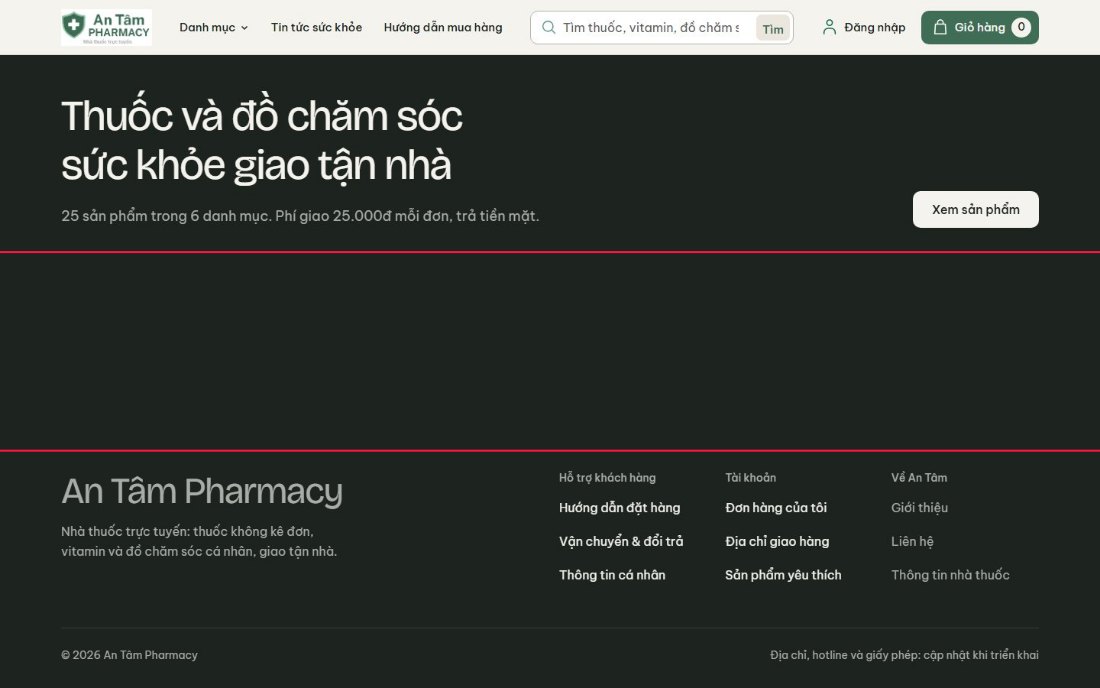 An Tâm
PHARMACY
Nhà thuốc trực tuyến
Danh mục
Tin tức sức khỏe
Hướng dẫn mua hàng
Tìm thuốc, vitamin, đồ chăm s
Tìm
Đăng nhập
Giỏ hàng 0
Thuốc và đồ chăm sóc
sức khỏe giao tận nhà
25 sản phẩm trong 6 danh mục. Phí giao 25.000đ mỗi đơn, trả tiền mặt.
Xem sản phẩm
An Tâm Pharmacy
Nhà thuốc trực tuyến: thuốc không kê đơn,
vitamin và đồ chăm sóc cá nhân, giao tận nhà.
Hỗ trợ khách hàng
Hướng dẫn đặt hàng
Vận chuyển & đổi trả
Thông tin cá nhân
Tài khoản
Đơn hàng của tôi
Địa chỉ giao hàng
Sản phẩm yêu thích
Về An Tâm
Giới thiệu
Liên hệ
Thông tin nhà thuốc
© 2026 An Tâm Pharmacy
Địa chỉ, hotline và giấy phép: cập nhật khi triển khai